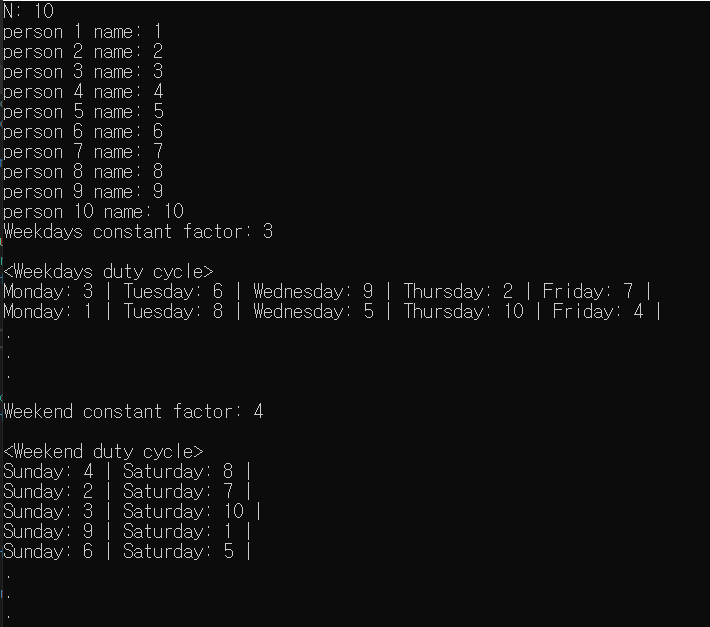 N: 10
person 1 name: 1
person 2 name: 2
person 3 name: 3
person 4 name: 4
person 5 name: 5
person 6 name: 6
person 7 name: 7
person 8 name: 8
person 9 name: 9
person 10 name: 10
Weekdays constant factor: 3
<Weekdays duty cycle>
Monday: 3 | Tuesday: 6 | Wednesday: 9 | Thursday: 2 | Friday: 7 |
Monday: 1 | Tuesday: 8 | Wednesday: 5 | Thursday: 10 | Friday: 4 |
.
.
.
Weekend constant factor: 4
<Weekend duty cycle>
Sunday: 4 | Saturday: 8 |
Sunday: 2 | Saturday: 7 |
Sunday: 3 | Saturday: 10 |
Sunday: 9 | Saturday: 1 |
Sunday: 6 | Saturday: 5 |
.
.
.